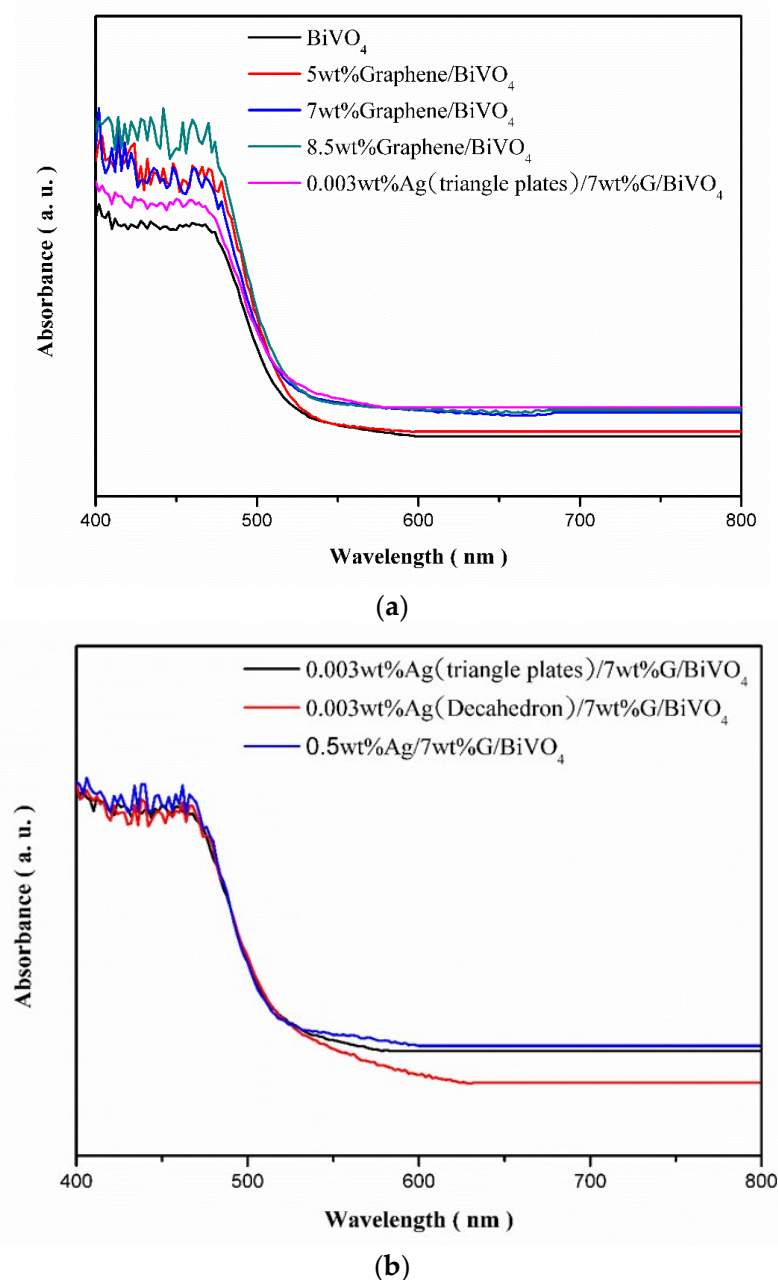 BiVO₄
5wt%Graphene/BiVO₄
7wt%Graphene/BiVO₄
8.5wt%Graphene/BiVO₄
0.003wt%Ag(triangle plates)/7wt%G/BiVO₄
Absorbance ( a. u. )
400 500 600 700 800
Wavelength ( nm )
(a)
0.003wt%Ag(triangle plates)/7wt%G/BiVO₄
0.003wt%Ag(Decahedron)/7wt%G/BiVO₄
0.5wt%Ag/7wt%G/BiVO₄
Absorbance ( a. u. )
400 500 600 700 800
Wavelength ( nm )
(b)